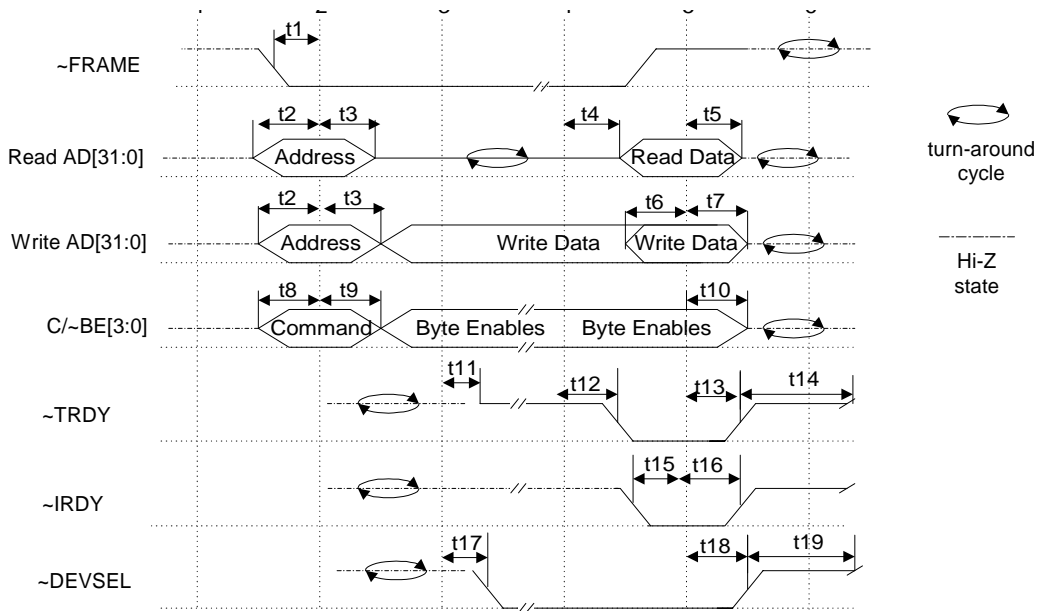 t1
~FRAME
t2 t3 t4 t5
Read AD[31:0] Address Read Data
turn-around
cycle
t2 t3 t6 t7
Write AD[31:0] Address Write Data Write Data
Hi-Z
state
t8 t9 t10
C/~BE[3:0] Command Byte Enables Byte Enables
t11 t12 t13 t14
~TRDY
t15 t16
~IRDY
t17 t18 t19
~DEVSEL